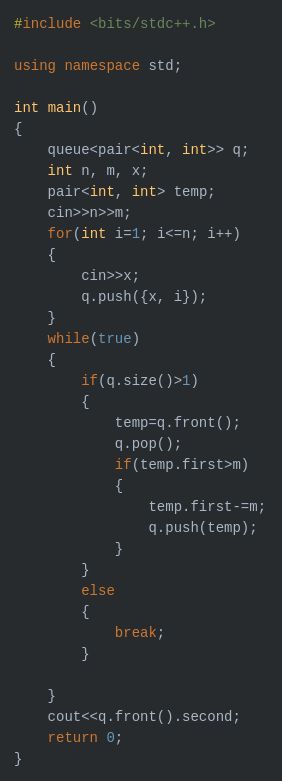 #include <bits/stdc++.h>

using namespace std;

int main()
{
    queue<pair<int, int>> q;
    int n, m, x;
    pair<int, int> temp;
    cin>>n>>m;
    for(int i=1; i<=n; i++)
    {
        cin>>x;
        q.push({x, i});
    }
    while(true)
    {
        if(q.size()>1)
        {
            temp=q.front();
            q.pop();
            if(temp.first>m)
            {
                temp.first-=m;
                q.push(temp);
            }
        }
        else
        {
            break;
        }

    }
    cout<<q.front().second;
    return 0;
}